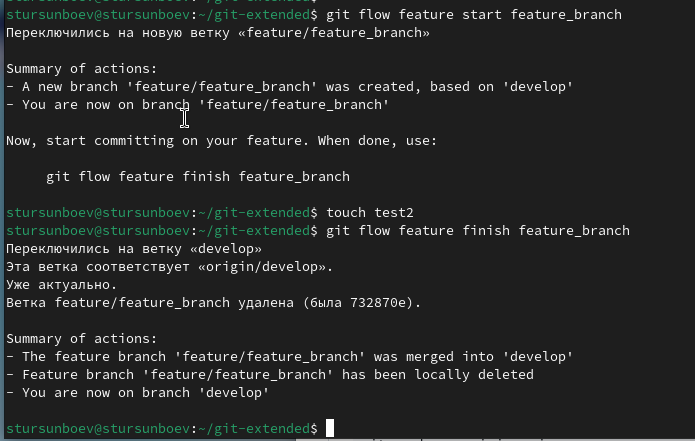 stursunboev@stursunboev:~/git-extended$ git flow feature start feature_branch
Переключились на новую ветку «feature/feature_branch»
Summary of actions:
- A new branch 'feature/feature_branch' was created, based on 'develop'
- You are now on branch 'feature/feature_branch'
Now, start committing on your feature. When done, use:
git flow feature finish feature_branch
stursunboev@stursunboev:~/git-extended$ touch test2
stursunboev@stursunboev:~/git-extended$ git flow feature finish feature_branch
Переключились на ветку «develop»
Эта ветка соответствует «origin/develop».
Уже актуально.
Ветка feature/feature_branch удалена (была 732870e).
Summary of actions:
- The feature branch 'feature/feature_branch' was merged into 'develop'
- Feature branch 'feature/feature_branch' has been locally deleted
- You are now on branch 'develop'
stursunboev@stursunboev:~/git-extended$